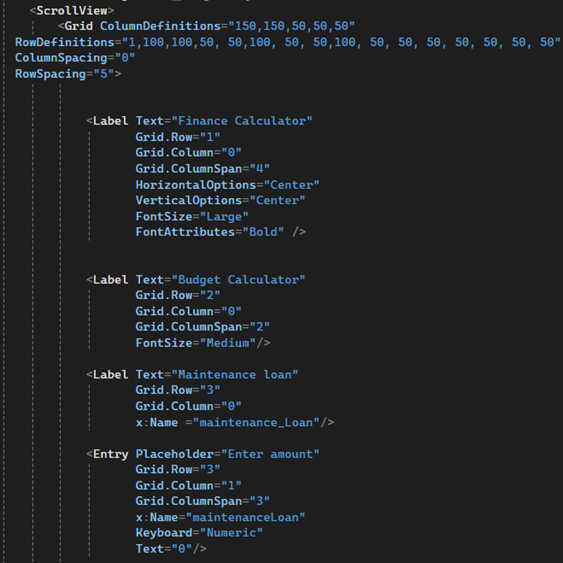 <ScrollView>
<Grid ColumnDefinitions="150,150,50,50,50"
RowDefinitions="1,100,100,50, 50,100, 50, 50,100, 50, 50, 50, 50, 50, 50, 50"
ColumnSpacing="0"
RowSpacing="5">
<Label Text="Finance Calculator"
Grid.Row="1"
Grid.Column="0"
Grid.ColumnSpan="4"
HorizontalOptions="Center"
VerticalOptions="Center"
FontSize="Large"
FontAttributes="Bold" />
<Label Text="Budget Calculator"
Grid.Row="2"
Grid.Column="0"
Grid.ColumnSpan="2"
FontSize="Medium"/>
<Label Text="Maintenance loan"
Grid.Row="3"
Grid.Column="0"
x:Name ="maintenance_Loan"/>
<Entry Placeholder="Enter amount"
Grid.Row="3"
Grid.Column="1"
Grid.ColumnSpan="3"
x:Name="maintenanceLoan"
Keyboard="Numeric"
Text="0"/>